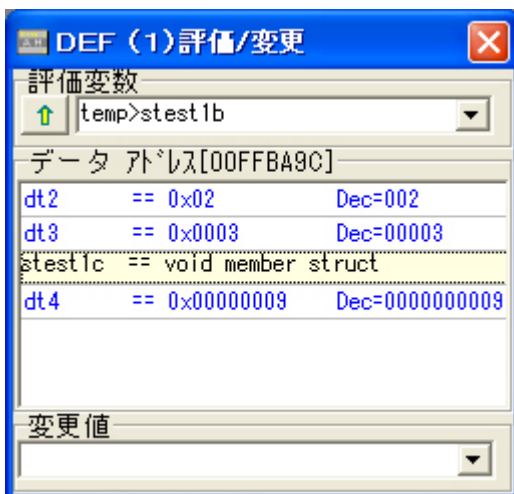 DEF (1)評価/変更
評価変数
temp>stest1b
データ アドレス[00FFBA9C]
dt2 == 0x02 Dec=002
dt3 == 0x0003 Dec=00003
stest1c == void member struct
dt4 == 0x00000009 Dec=0000000009
変更値